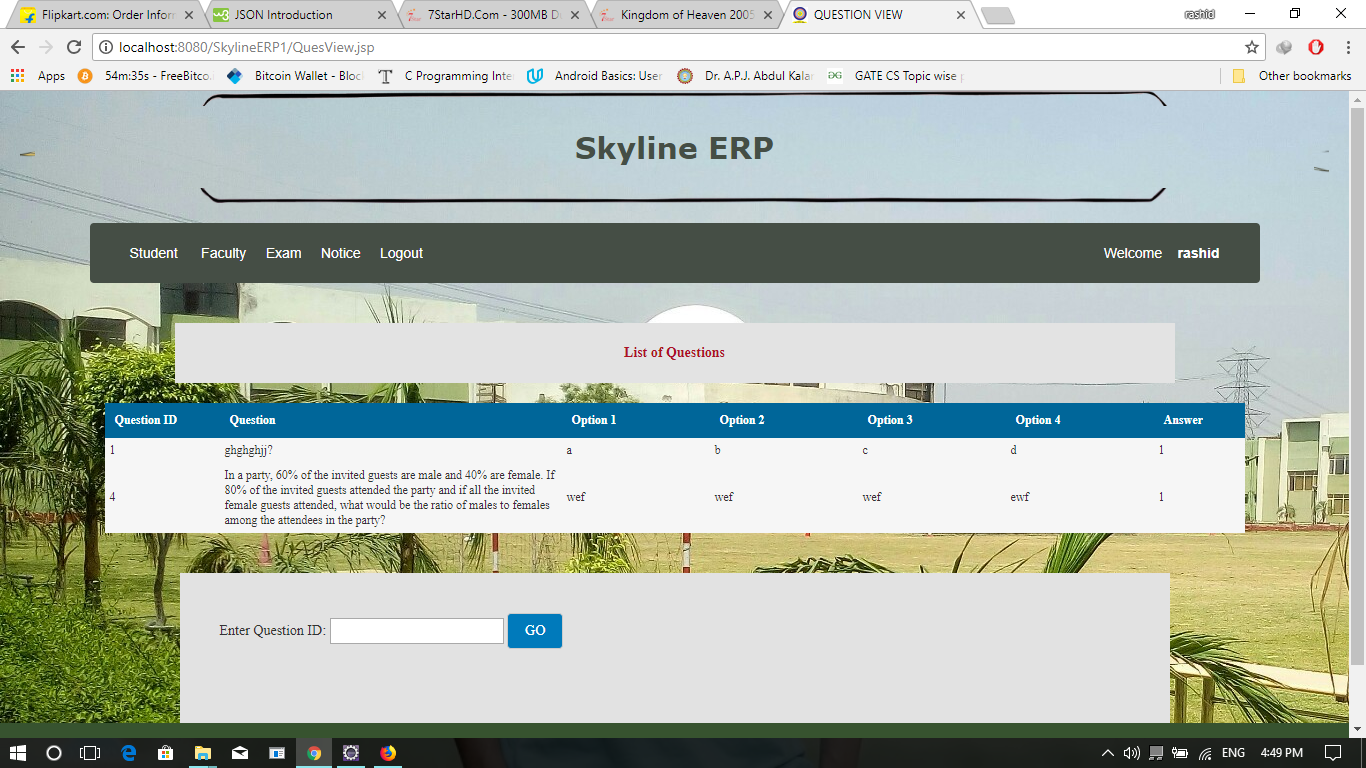 Flipkart.com: Order Inform
JSON Introduction
7StarHD.Com - 300MB D
Kingdom of Heaven 2005
QUESTION VIEW
rashid
localhost:8080/SkylineERP1/QuesView.jsp
Apps
54m:35s - FreeBitco.
Bitcoin Wallet - Bloc
C Programming Inte
Android Basics: User
Dr. A.P.J. Abdul Kala
GATE CS Topic wise
Other bookmarks
Skyline ERP
Student Faculty Exam Notice Logout Welcome rashid
List of Questions
Question ID Question Option 1 Option 2 Option 3 Option 4 Answer
1 ghghghjj? a b c d 1
4
In a party, 60% of the invited guests are male and 40% are female. If
80% of the invited guests attended the party and if all the invited
female guests attended, what would be the ratio of males to females
among the attendees in the party?
wef wef wef ewf 1
Enter Question ID: GO
ENG 4:49 PM